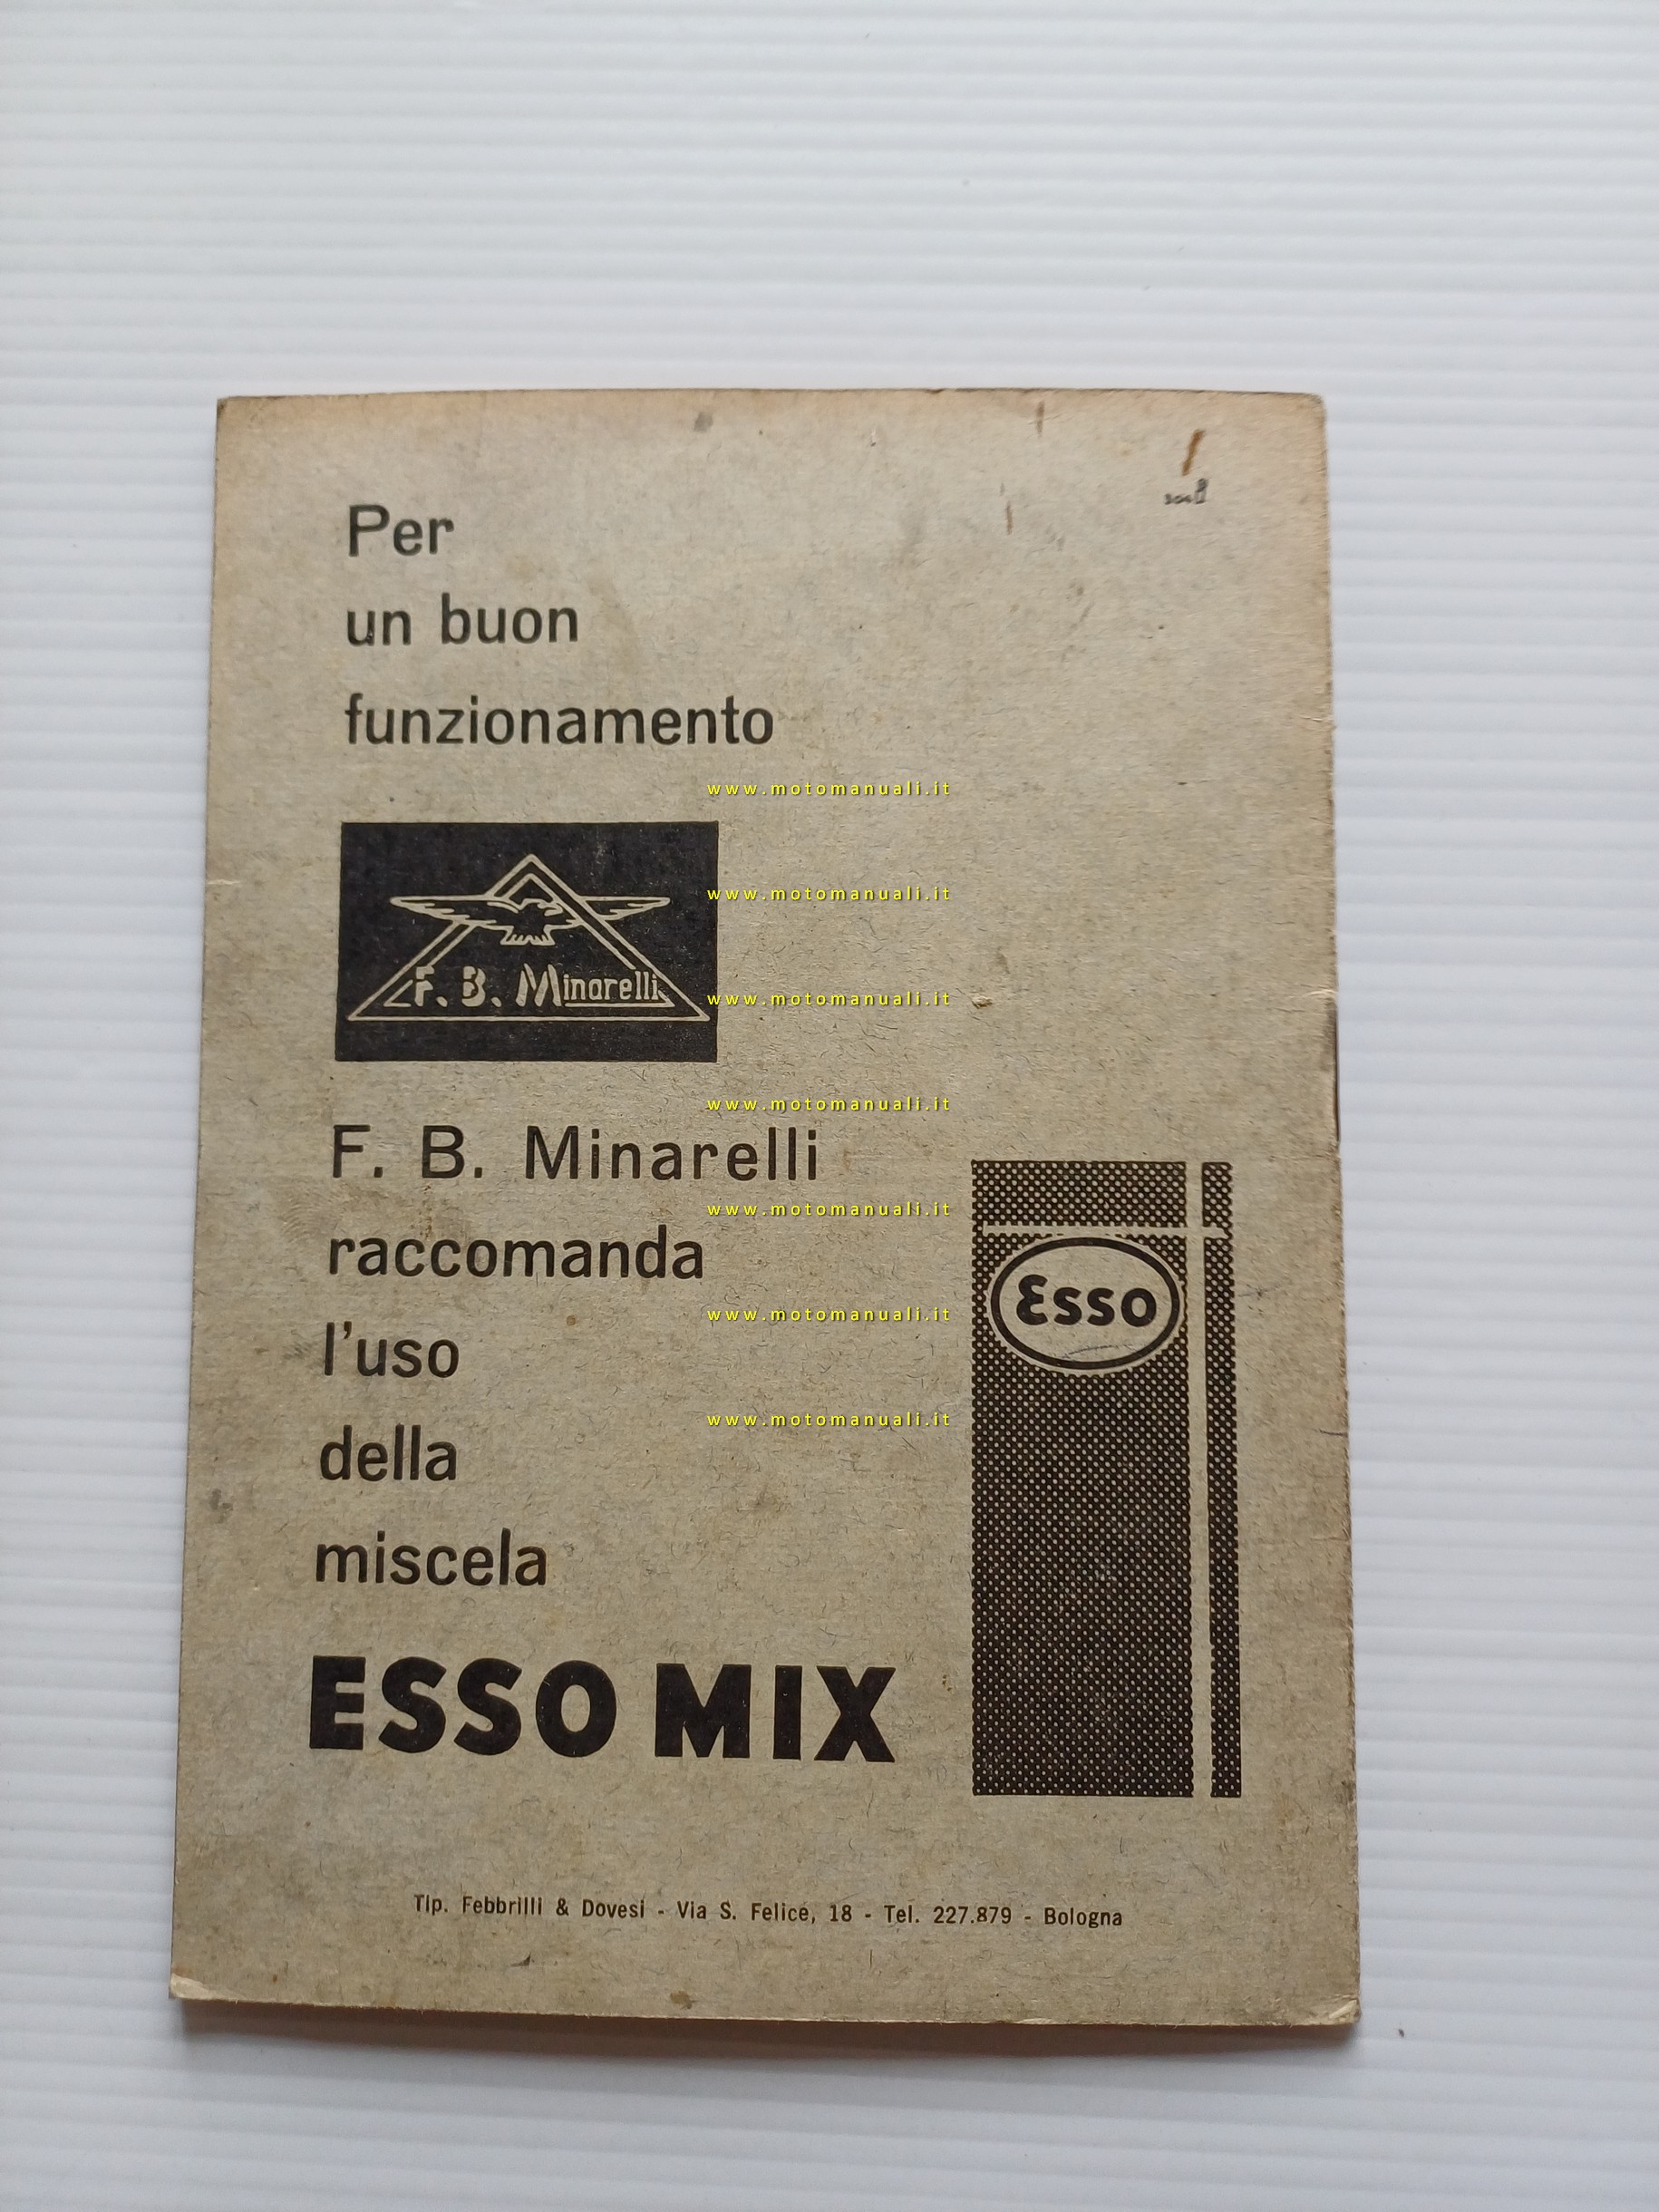 Per
un buon
funzionamento
www.motomanuali.it
www.motomanuali.it
F. B. Minarelli
www.motomanuali.it
www.motomanuali.it
F. B. Minarelli
www.motomanuali.it
raccomanda
Esso
www.motomanuali.it
l'uso
www.motomanuali.it
della
miscela
ESSO MIX
Tip. Febbrilli & Dovesi - Via S. Felice, 18 - Tel. 227.879 - Bologna